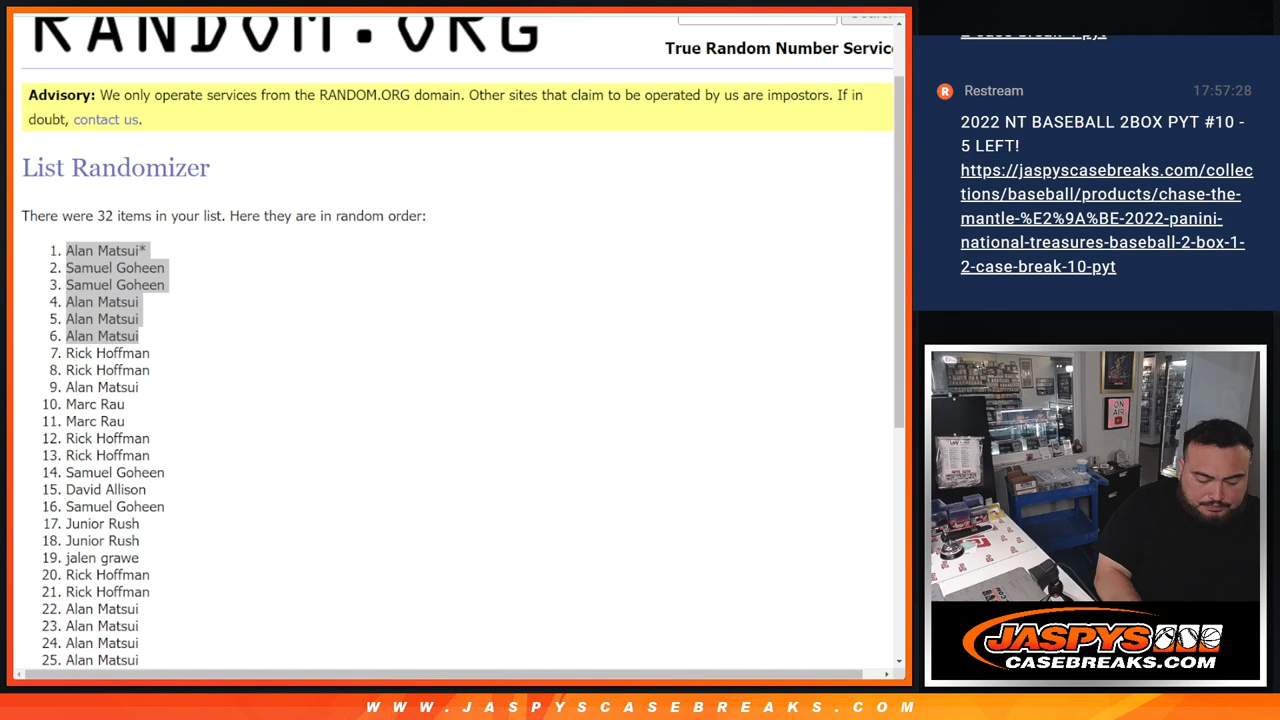 RANDOM.ORG
True Random Number Servic
Advisory: We only operate services from the RANDOM.ORG domain. Other sites that claim to be operated by us are impostors. If in
doubt, contact us.
List Randomizer
There were 32 items in your list. Here they are in random order:
1. Alan Matsui*
2. Samuel Goheen
3. Samuel Goheen
4. Alan Matsui
5. Alan Matsui
6. Alan Matsui
7. Rick Hoffman
8. Rick Hoffman
9. Alan Matsui
10. Marc Rau
11. Marc Rau
12. Rick Hoffman
13. Rick Hoffman
14. Samuel Goheen
15. David Allison
16. Samuel Goheen
17. Junior Rush
18. Junior Rush
19. jalen grawe
20. Rick Hoffman
21. Rick Hoffman
22. Alan Matsui
23. Alan Matsui
24. Alan Matsui
25. Alan Matsui
2-case-break-4-pyt
Restream 17:57:28
2022 NT BASEBALL 2BOX PYT #10 -
5 LEFT!
https://jaspyscasebreaks.com/collec
tions/baseball/products/chase-the-
mantle-%E2%9A%BE-2022-panini-
national-treasures-baseball-2-box-1-
2-case-break-10-pyt
ON
AIR
JASPYS
CASEBREAKS.COM
WWW.JASPYSCASEBREAKS.COM